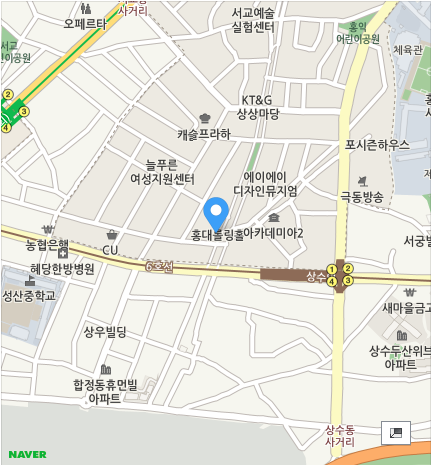 오페르타
사거리
서교예술
실험센터
홍익
어린이공원
체육관
서교
린이공원
2
3
4
KT&G
상상마당
캐슬프라하
포시즌하우스
늘푸른
여성지원센터
에이에이
디자인뮤지엄
극동방송
홍대볼링홀
아카데미아2
서궁빌
농협은행
CU
혜당한방병원
6호선
상수
1
2
4
3
성산중학교
새마을금고
상우빌딩
상수두산위브
아파트
합정동휴먼빌
아파트
상수동
사거리
NAVER